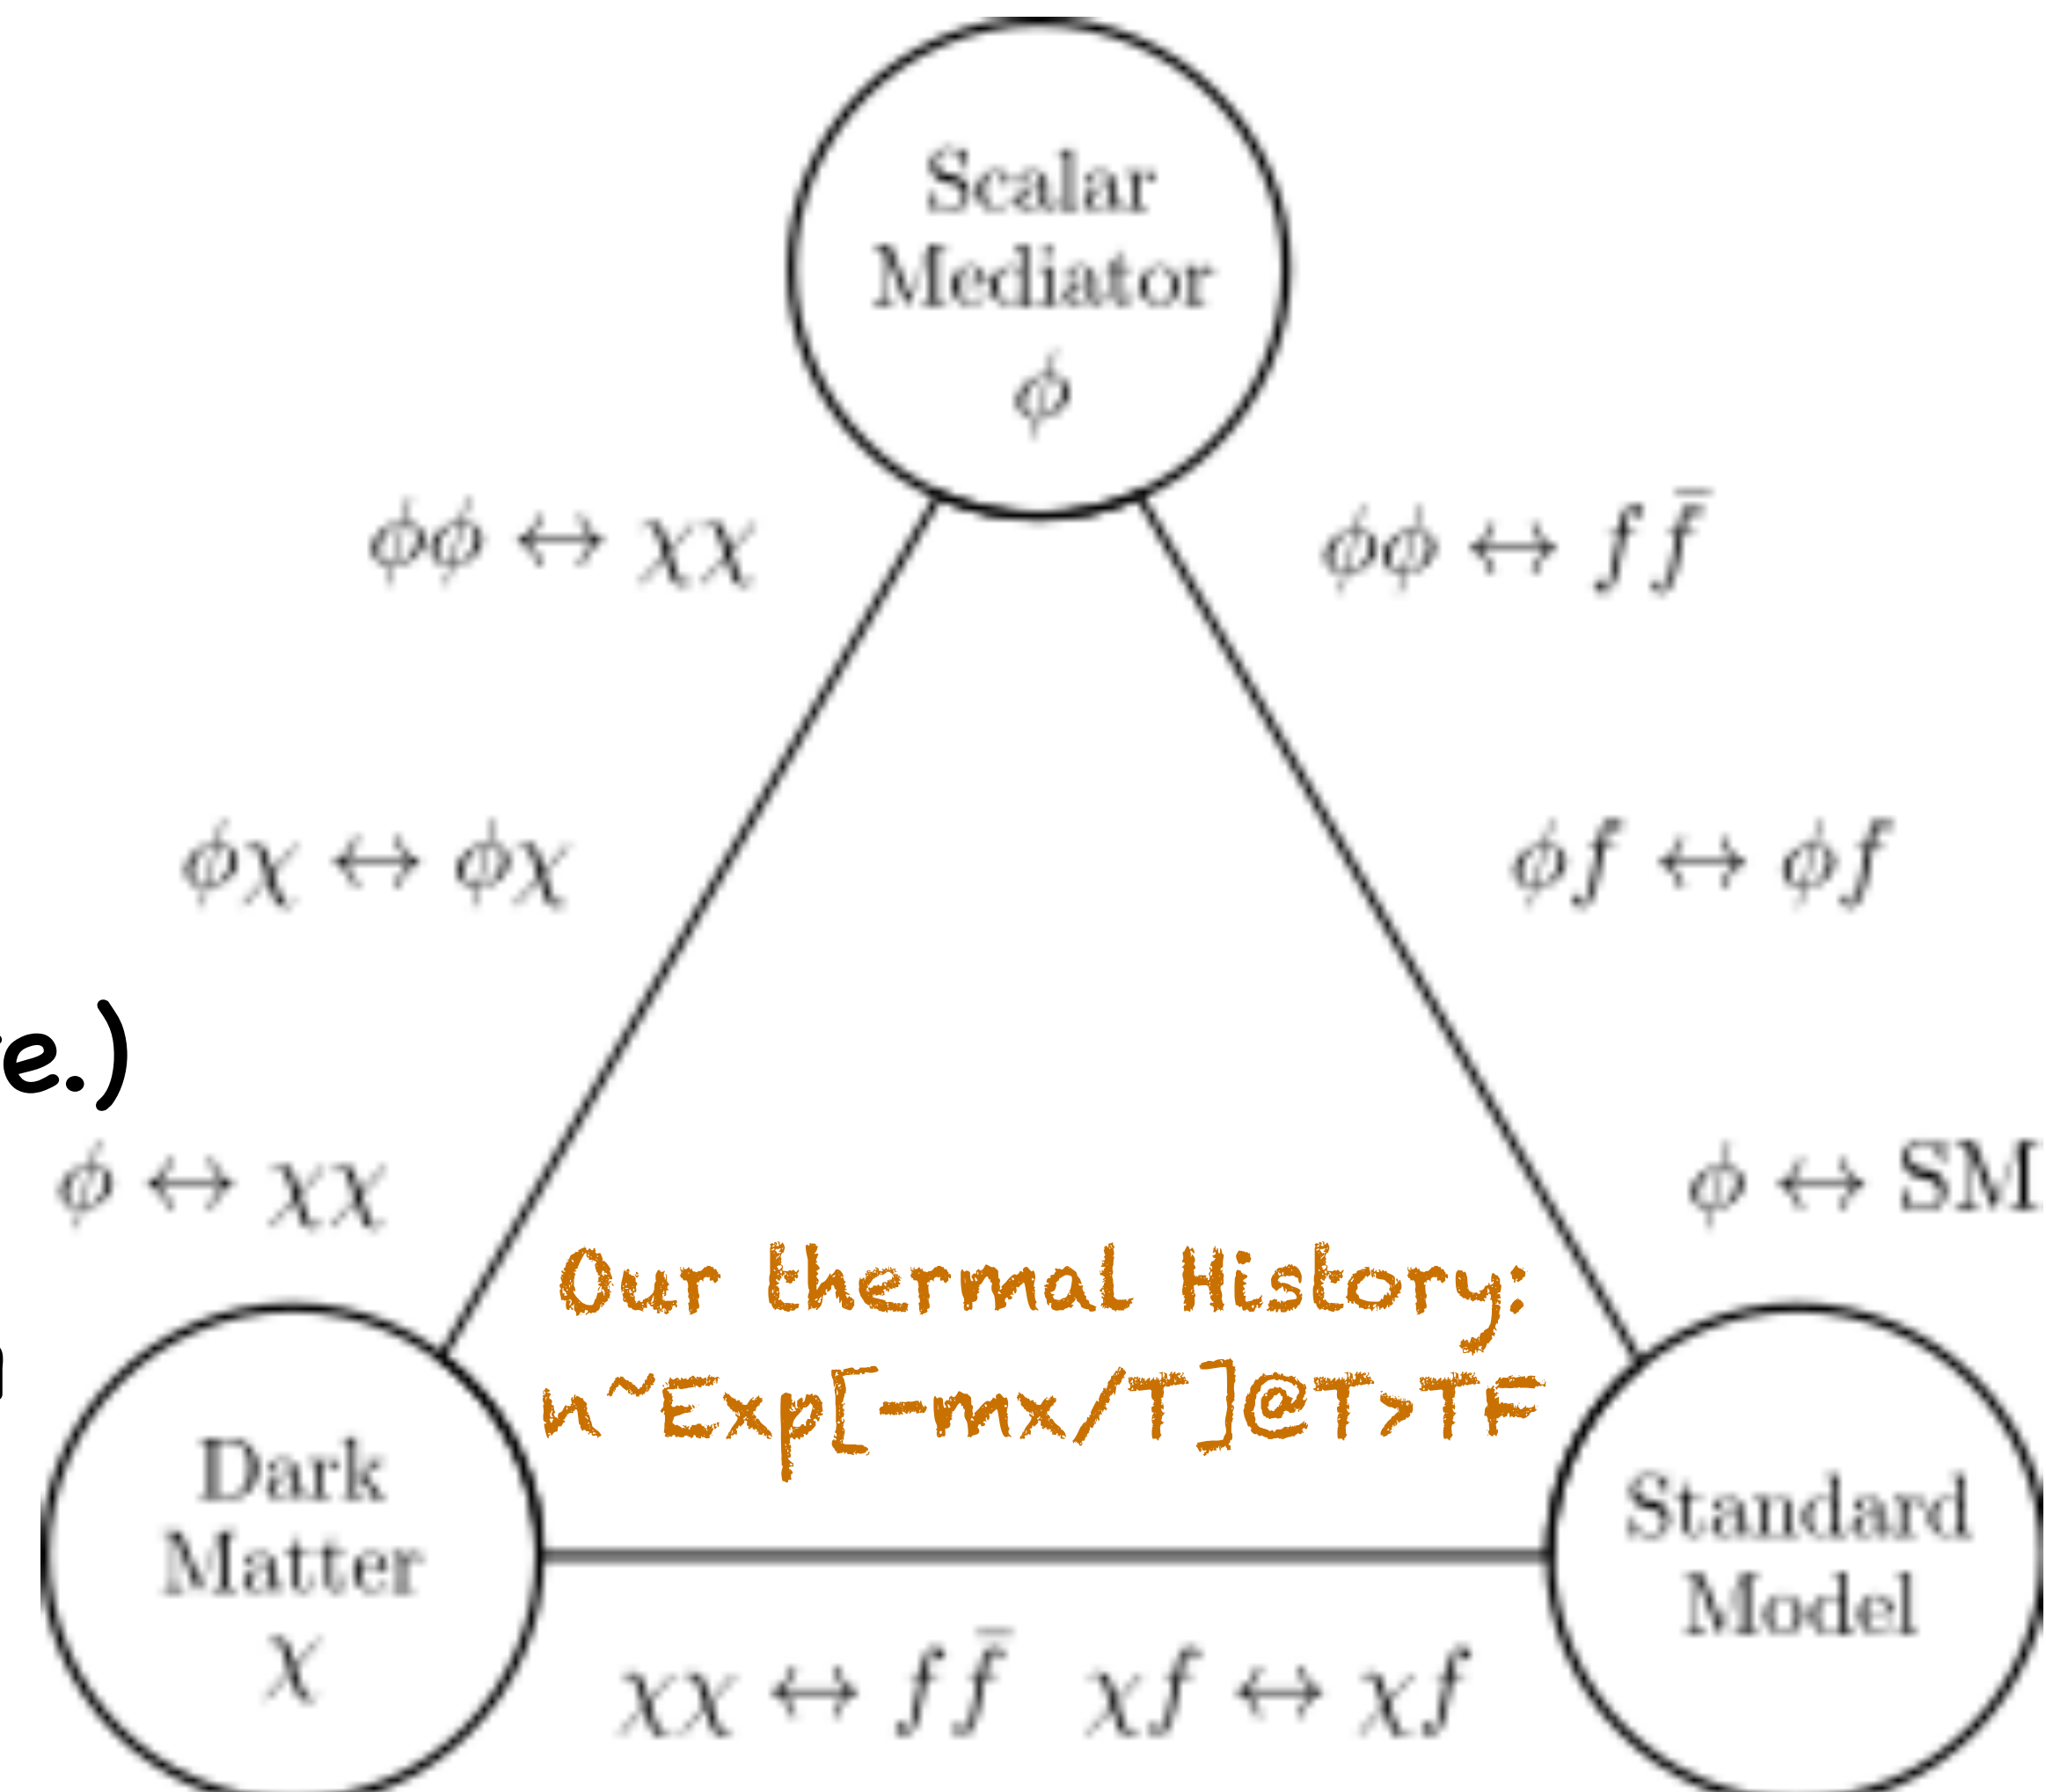 Scalar
Mediator
ϕ
ϕϕ ↔ χχ
ϕϕ ↔ f f̄
ϕχ ↔ ϕχ
ϕf ↔ ϕf
e.)
ϕ ↔ χχ
ϕ ↔ SM
Our thermal History:
n~Exp[-mx/T]@T>TF
Dark
Matter
χ
Standard
Model
χχ ↔ f f̄ χf ↔ χf